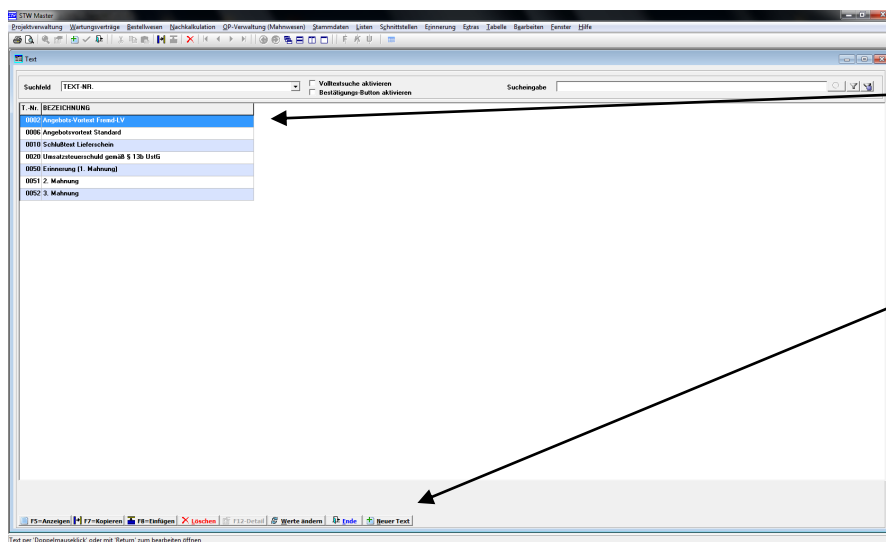 STW Master
Projektverwaltung Wartungsverträge Bestellwesen Nachkalkulation OP-Verwaltung (Mahnwesen) Stammdaten Listen Schnittstellen Erinnerung Extras Tabelle Bearbeiten Fenster Hilfe
Text
Suchfeld TEXT-NR. Volltextsuche aktivieren Sucheingabe
Bestätigungs-Button aktivieren
T.-Nr. BEZEICHNUNG
0002 Angebots-Vortext Fremd-LV
0006 Angebotsvortext Standard
0010 Schlußtext Lieferschein
0020 Umsatzsteuerschuld gemäß § 13b UstG
0050 Erinnerung (1. Mahnung)
0051 2. Mahnung
0052 3. Mahnung
F5=Anzeigen F7=Kopieren F8=Einfügen Löschen F12-Detail Werte ändern Ende Neuer Text
Text per 'Doppelmauseklick' oder mit 'Return' zum bearbeiten öffnen